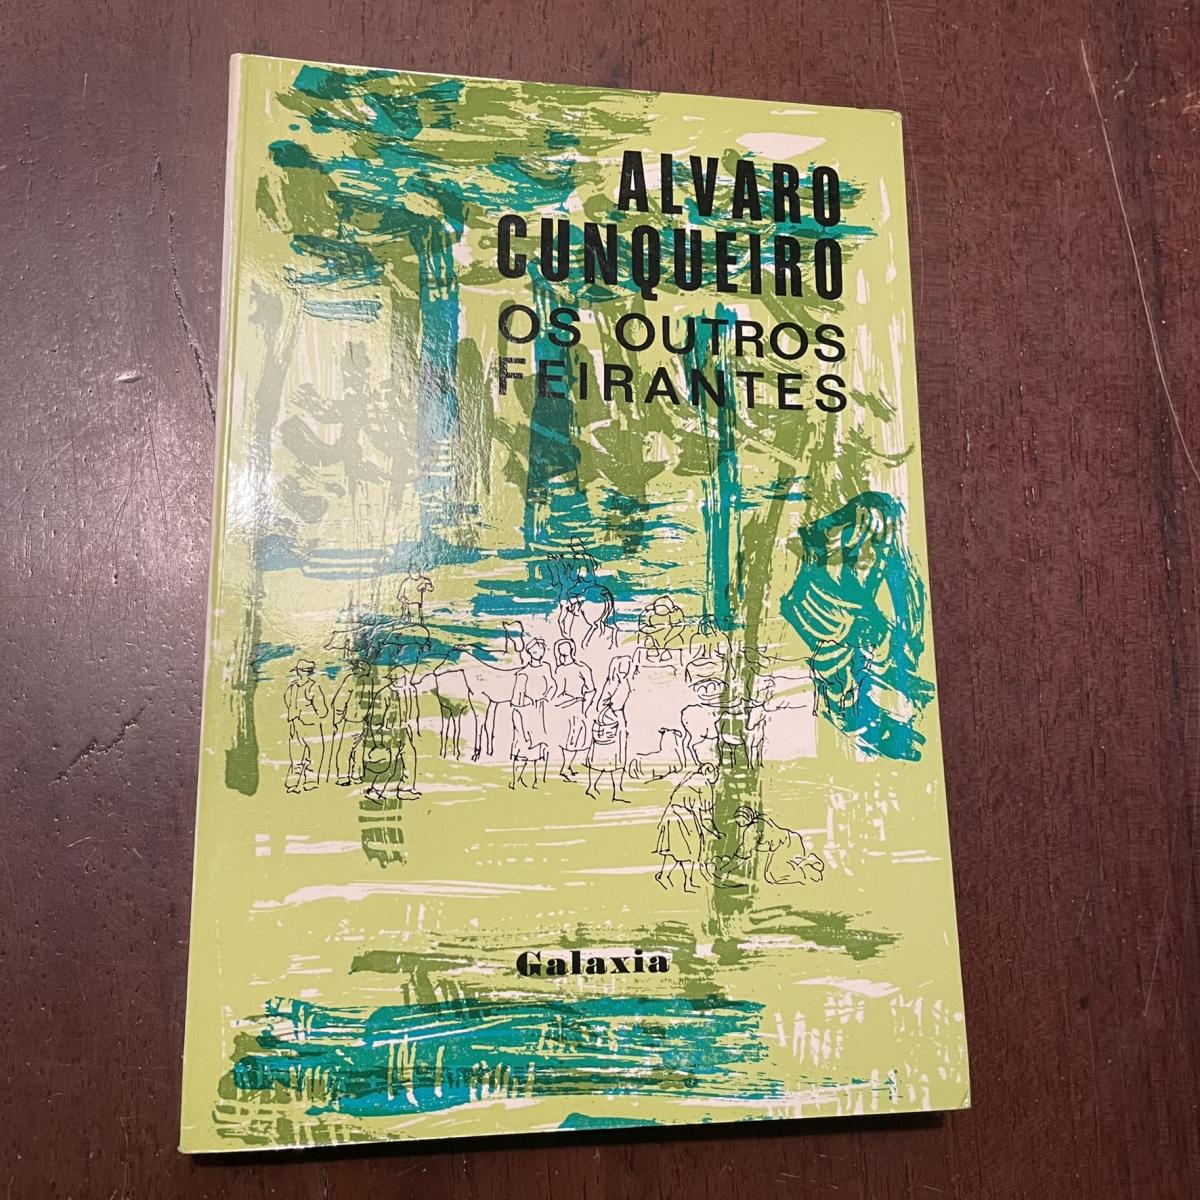 ALVARO
CUNQUEIRO
OS OUTROS
FEIRANTES
Galaxia